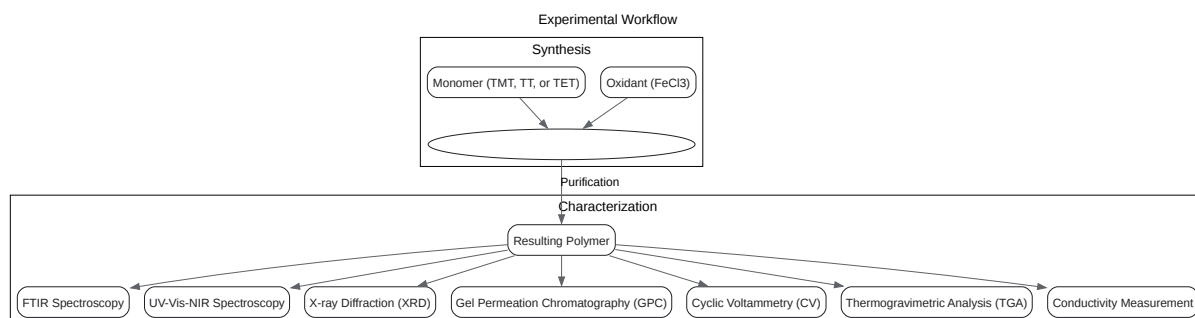 Experimental Workflow
Synthesis
Monomer (TMT, TT, or TET)
Oxidant (FeCl3)
Purification
Characterization
Resulting Polymer
FTIR Spectroscopy
UV-Vis-NIR Spectroscopy
X-ray Diffraction (XRD)
Gel Permeation Chromatography (GPC)
Cyclic Voltammetry (CV)
Thermogravimetric Analysis (TGA)
Conductivity Measurement